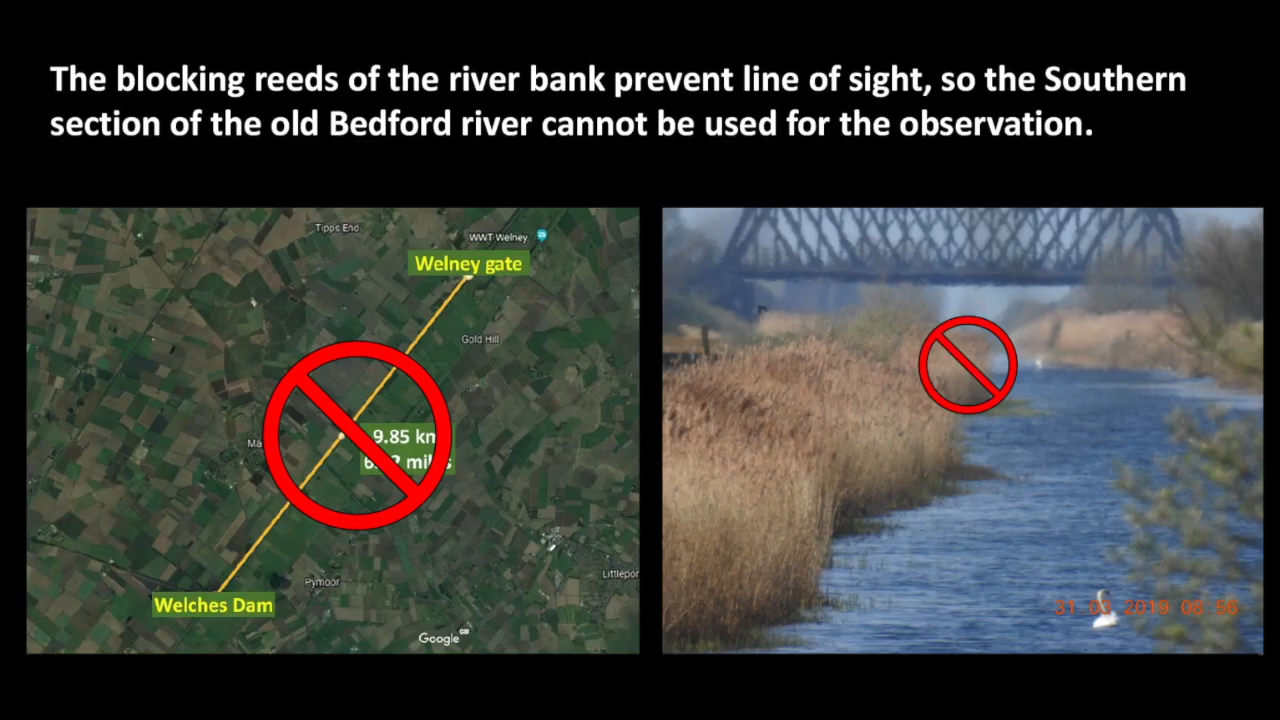 The blocking reeds of the river bank prevent line of sight, so the Southern
section of the old Bedford river cannot be used for the observation.
Tipps End
WWT Welney
Welney gate
Gold Hill
9.85 km
Pymoor
Welches Dam
Google
31 03 2019 08:56